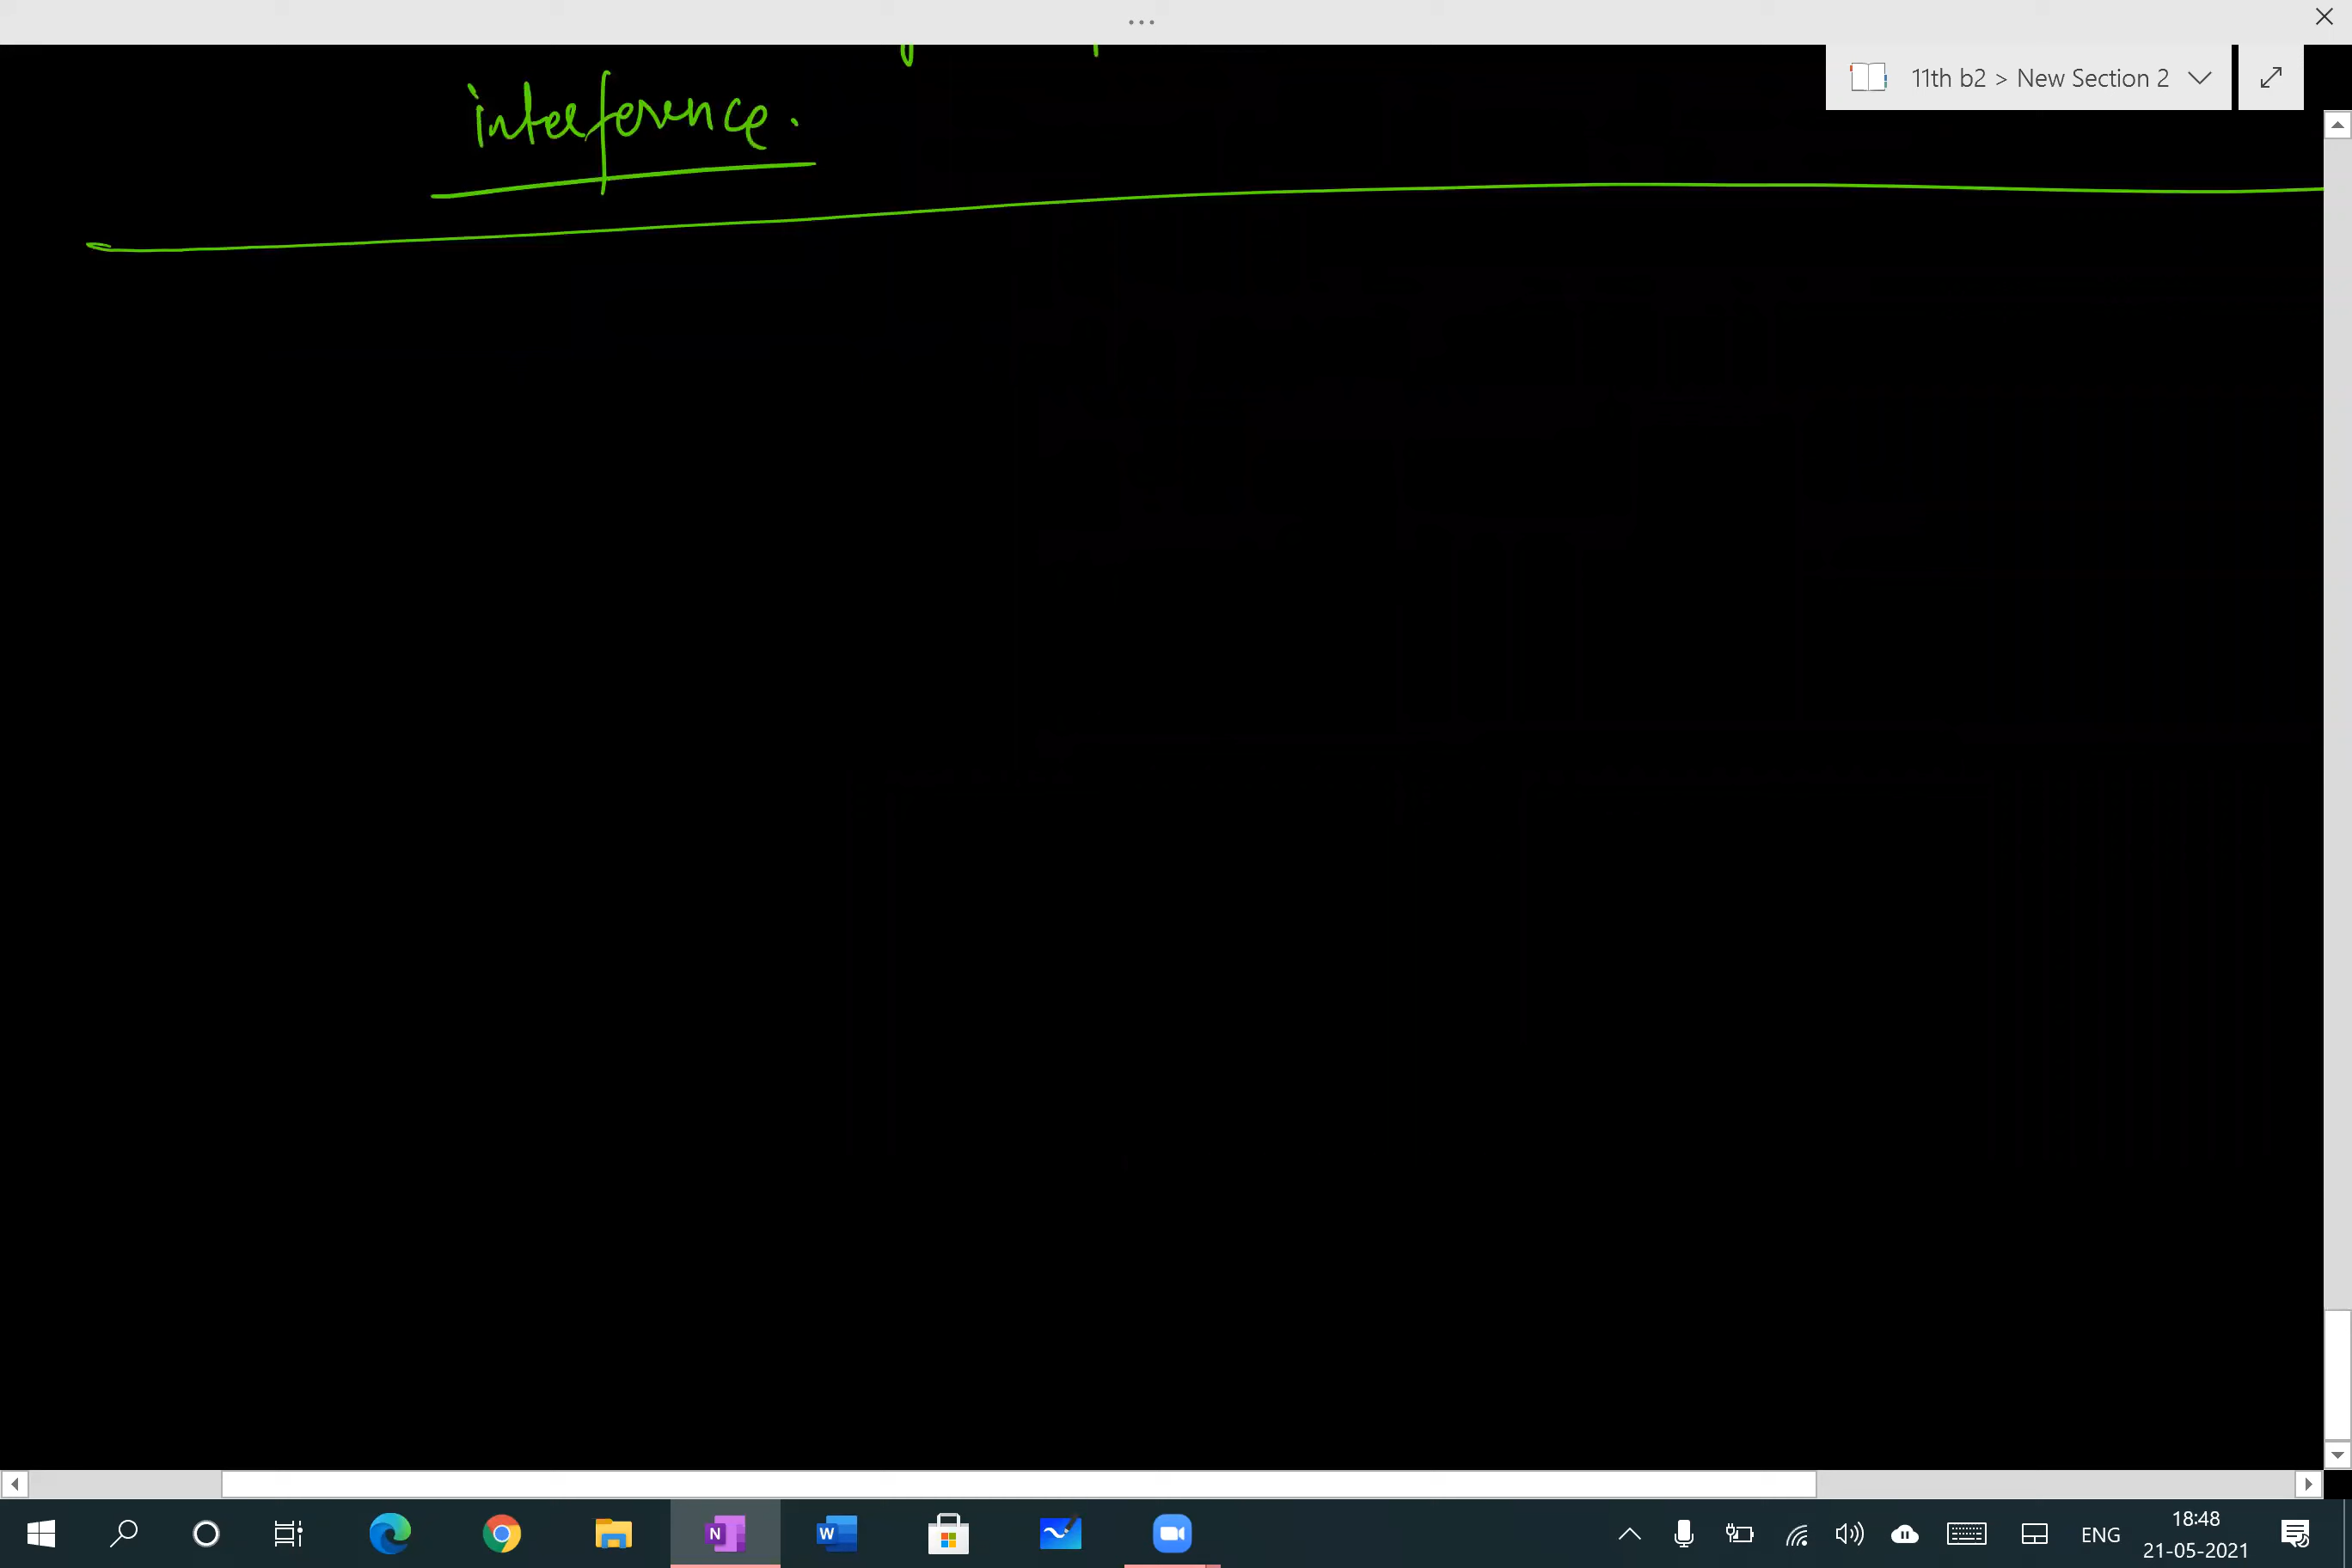 11th b2 > New Section 2
interference.
ENG
18:48
21-05-2021